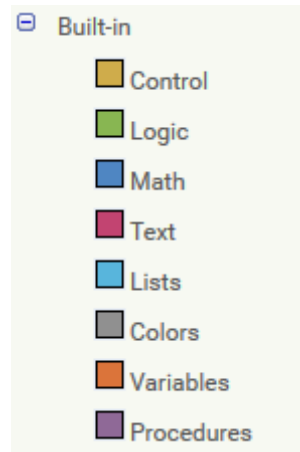 Built-in
Control
Logic
Math
Text
Lists
Colors
Variables
Procedures